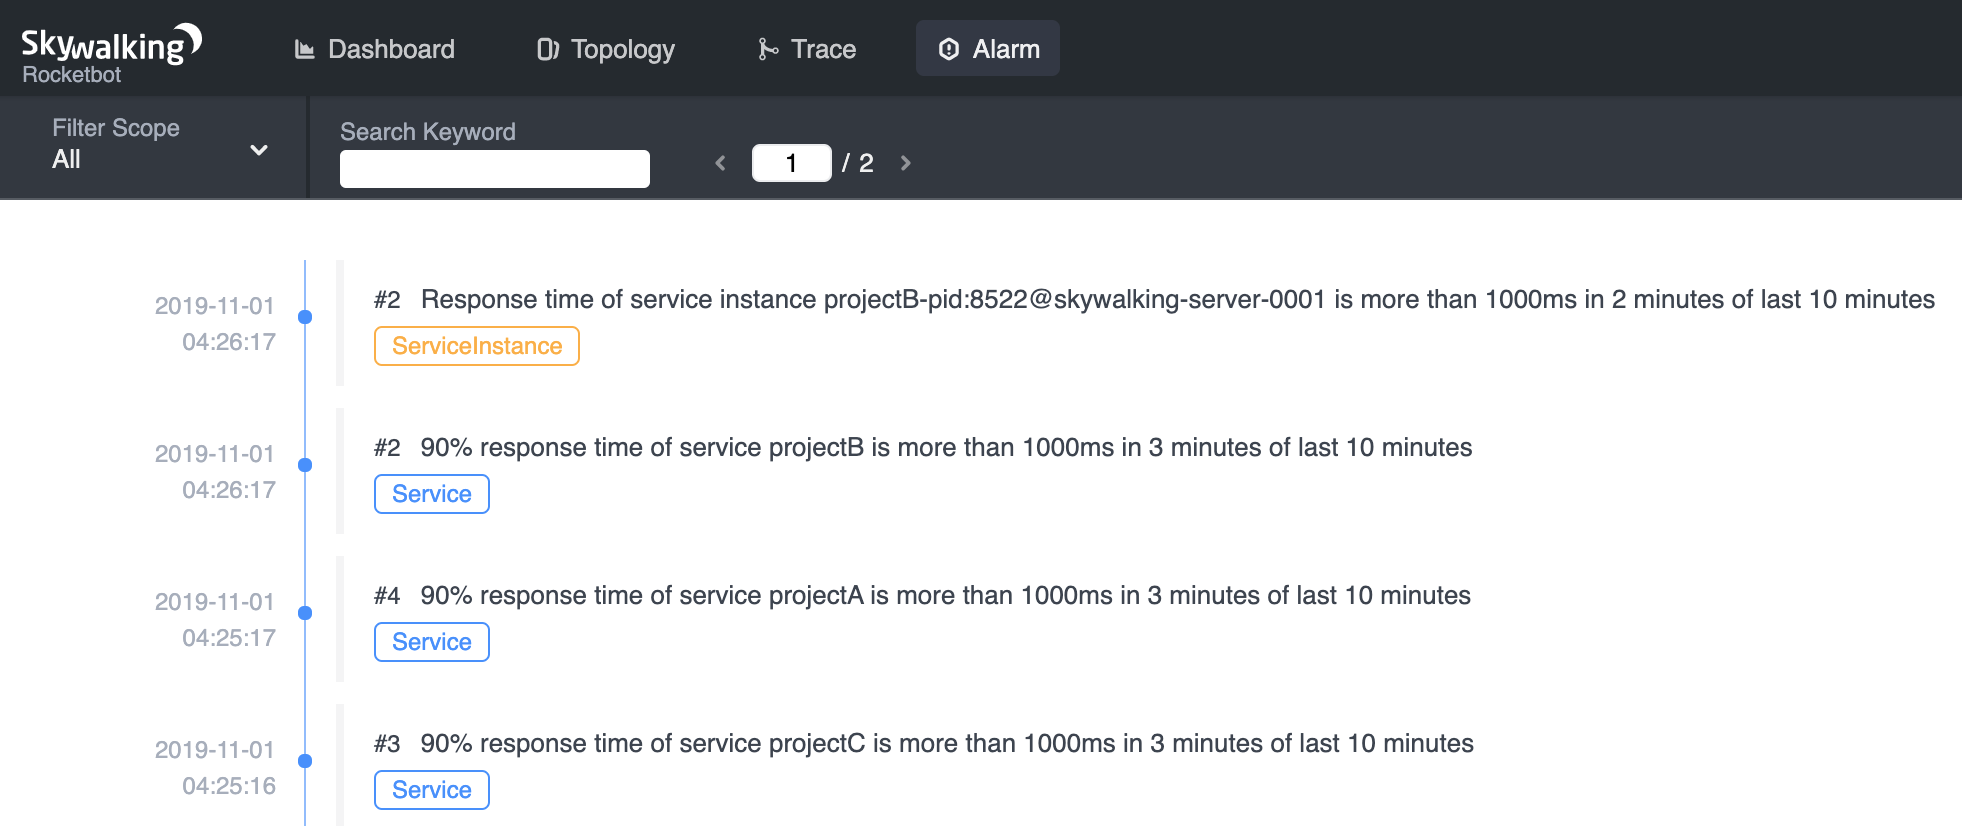 Skywalking
Rocketbot
Dashboard
Topology
Trace
Alarm
Filter Scope
All
Search Keyword
1 / 2
2019-11-01
04:26:17
#2 Response time of service instance projectB-pid:8522@skywalking-server-0001 is more than 1000ms in 2 minutes of last 10 minutes
ServiceInstance
2019-11-01
04:26:17
#2 90% response time of service projectB is more than 1000ms in 3 minutes of last 10 minutes
Service
2019-11-01
04:25:17
#4 90% response time of service projectA is more than 1000ms in 3 minutes of last 10 minutes
Service
2019-11-01
04:25:16
#3 90% response time of service projectC is more than 1000ms in 3 minutes of last 10 minutes
Service